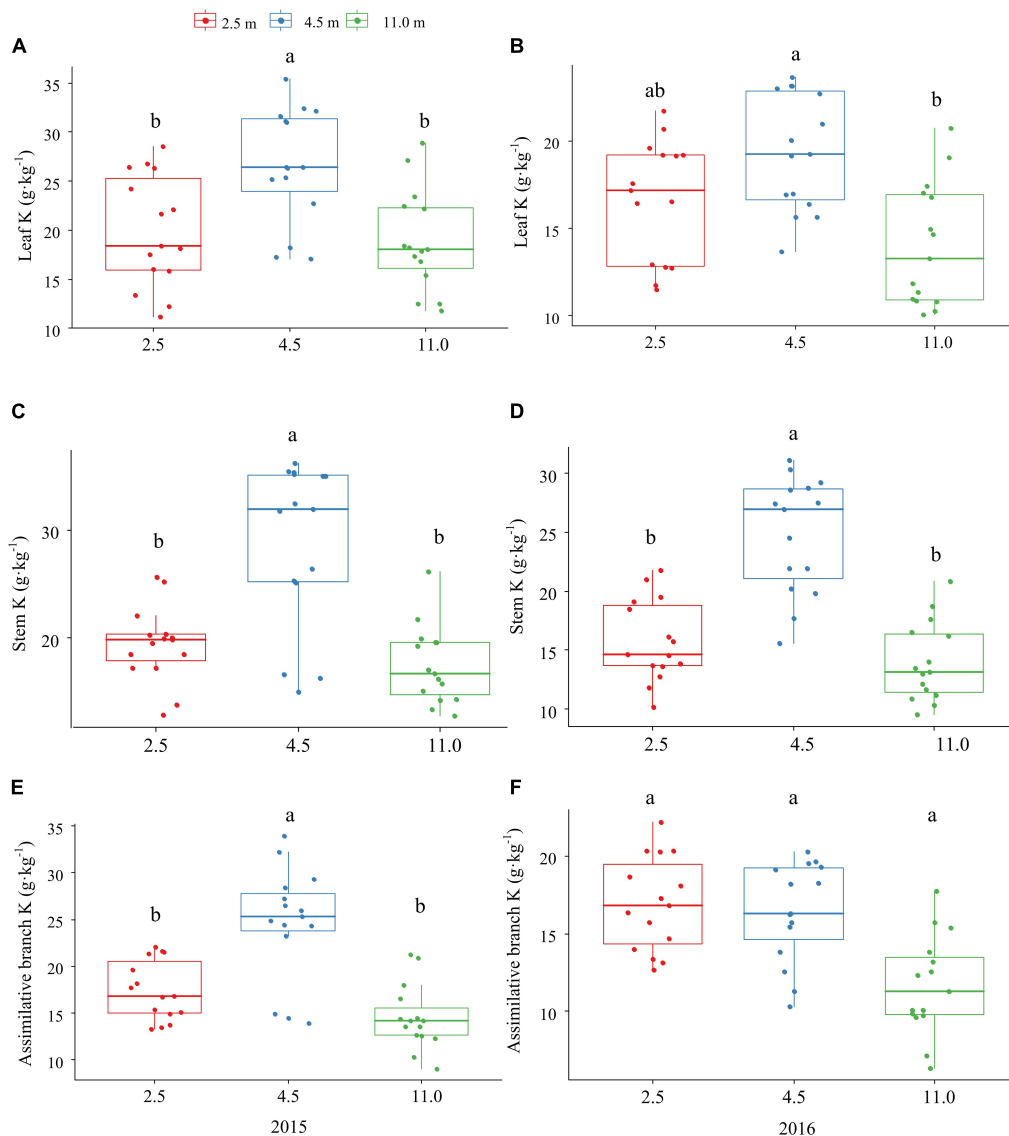 2.5 m 4.5 m 11.0 m
A
a
b
b
Leaf K (g·kg⁻¹)
35
30
25
20
15
10
2.5 4.5 11.0
B
a
ab
b
Leaf K (g·kg⁻¹)
20
15
10
2.5 4.5 11.0
C
a
b
b
Stem K (g·kg⁻¹)
30
20
2.5 4.5 11.0
D
a
b
b
Stem K (g·kg⁻¹)
30
25
20
15
10
2.5 4.5 11.0
E
a
b
b
Assimilative branch K (g·kg⁻¹)
35
30
25
20
15
10
2.5 4.5 11.0
2015
F
a a a
Assimilative branch K (g·kg⁻¹)
20
15
10
2.5 4.5 11.0
2016